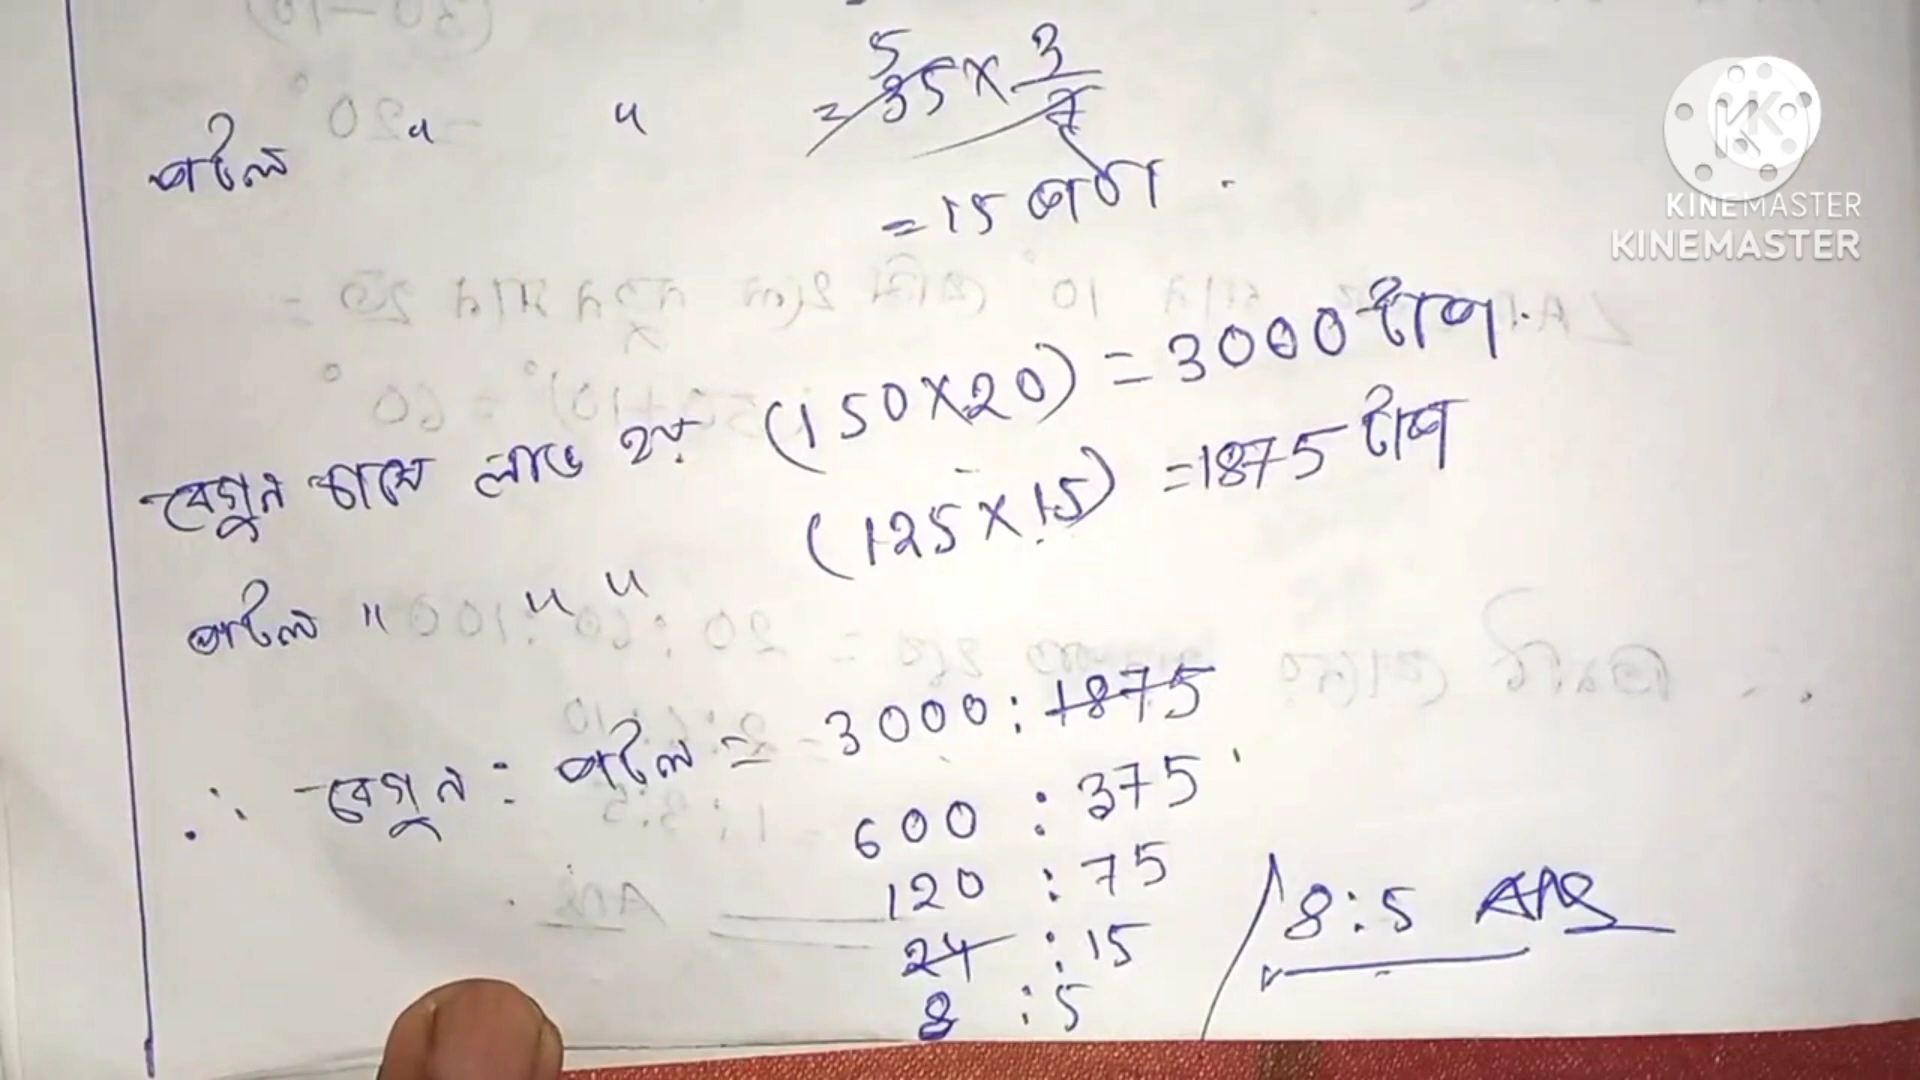 পটল " " = 35 × 3/7
5
= 15 শতাংশ
KINEMASTER
KINEMASTER
বেগুন চাষে লাভ হয় (150×20) = 3000 টাকা.
পটল " " " (125×15) = 1875 টাকা
∴ বেগুন : পটল = 3000 : 1875
600 : 375
120 : 75
24 : 15
8 : 5
8:5 Ans